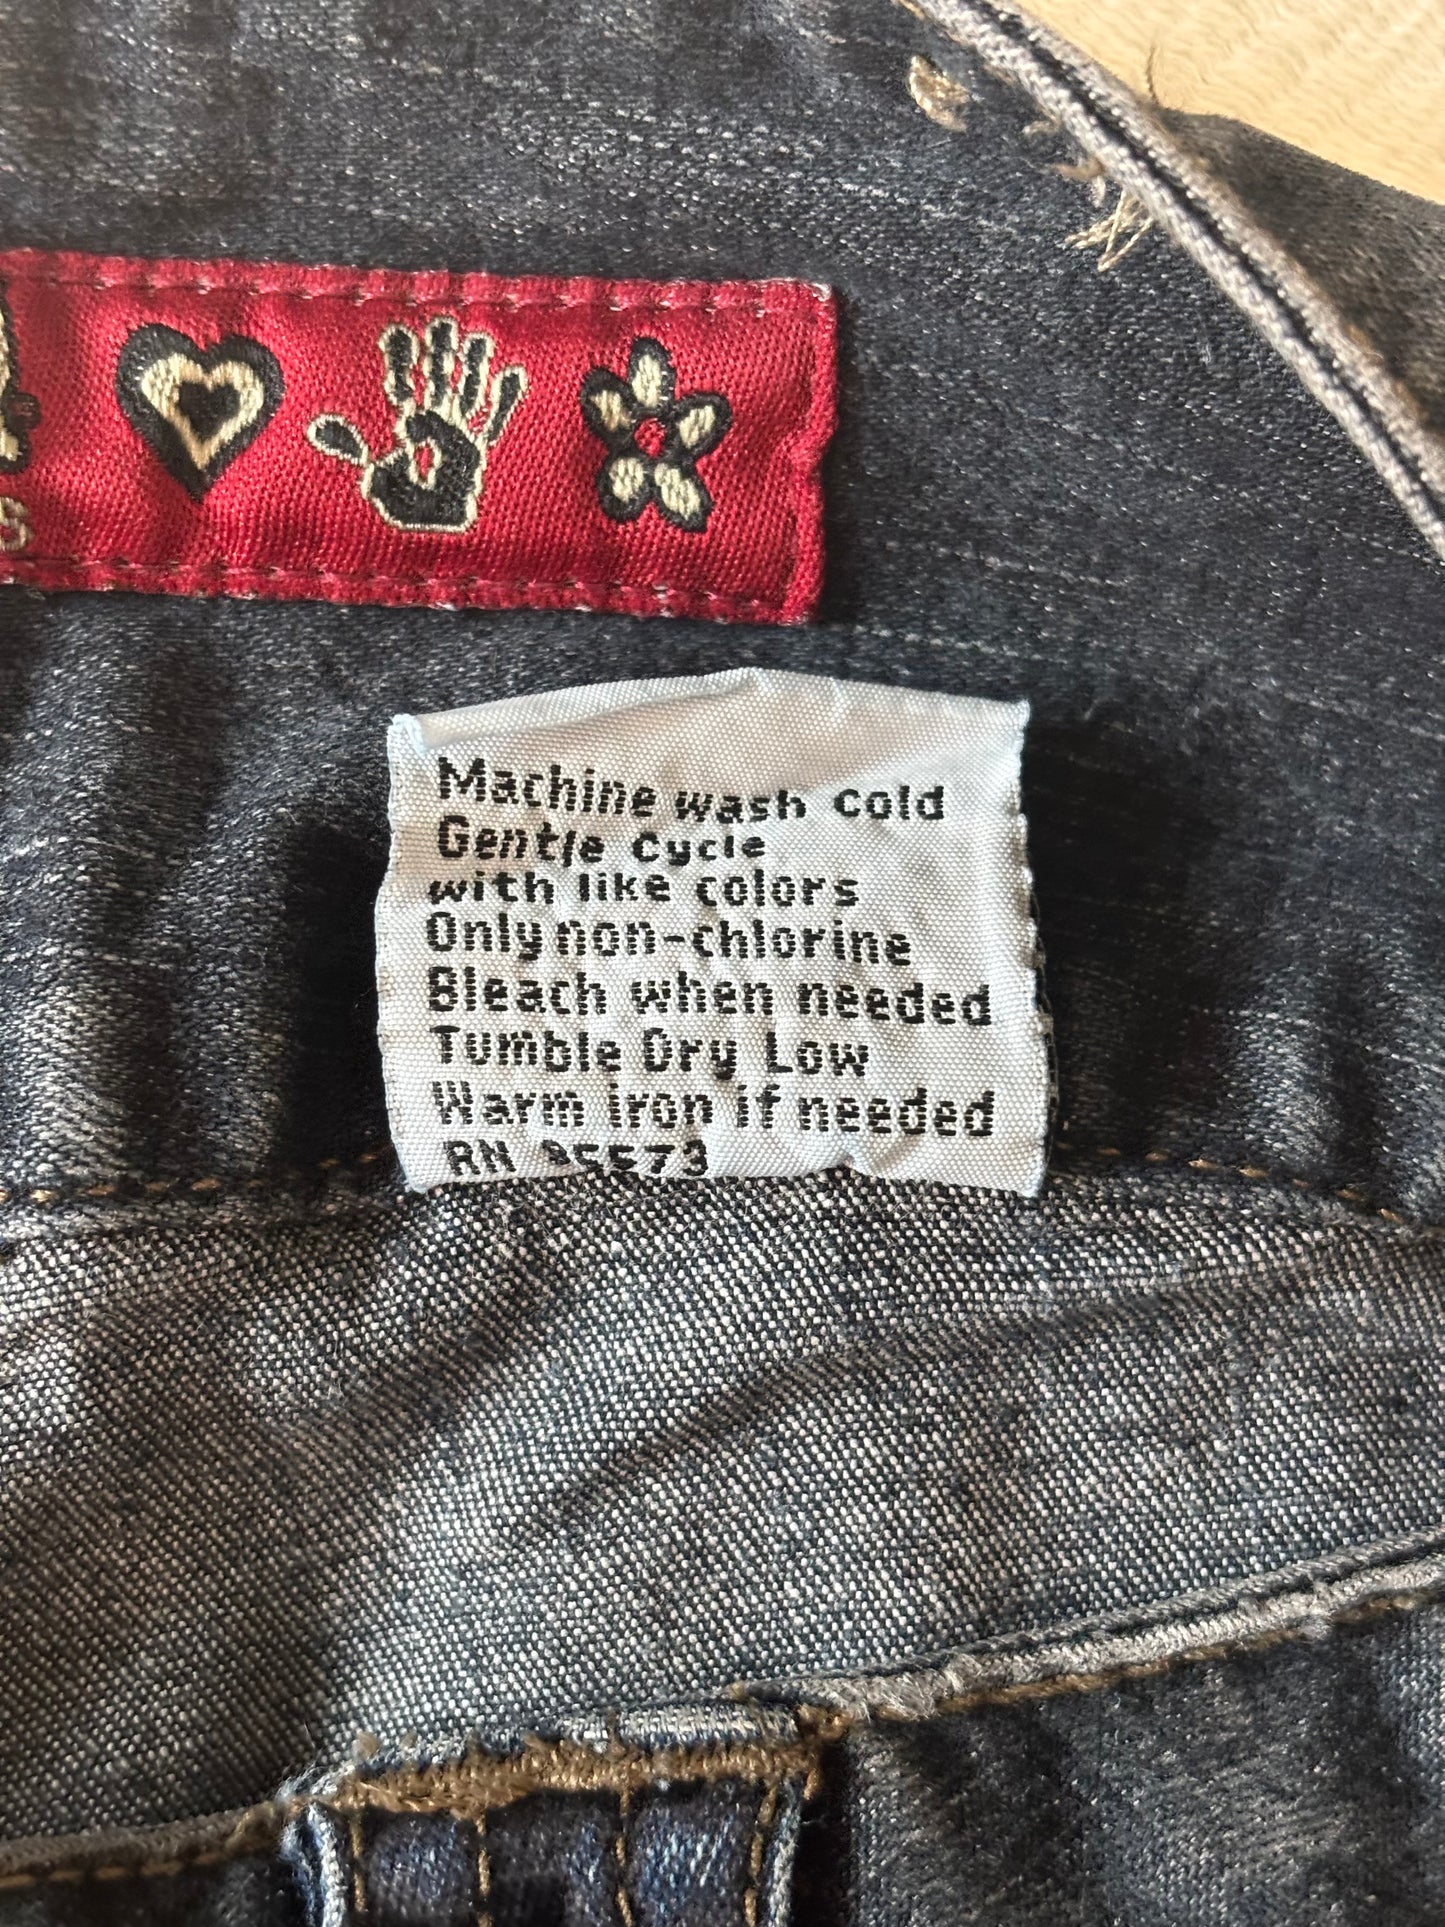 S
Machine wash cold
Gentle cycle
with like colors
Only non-chlorine
Bleach when needed
Tumble Dry Low
Warm iron if needed
RN